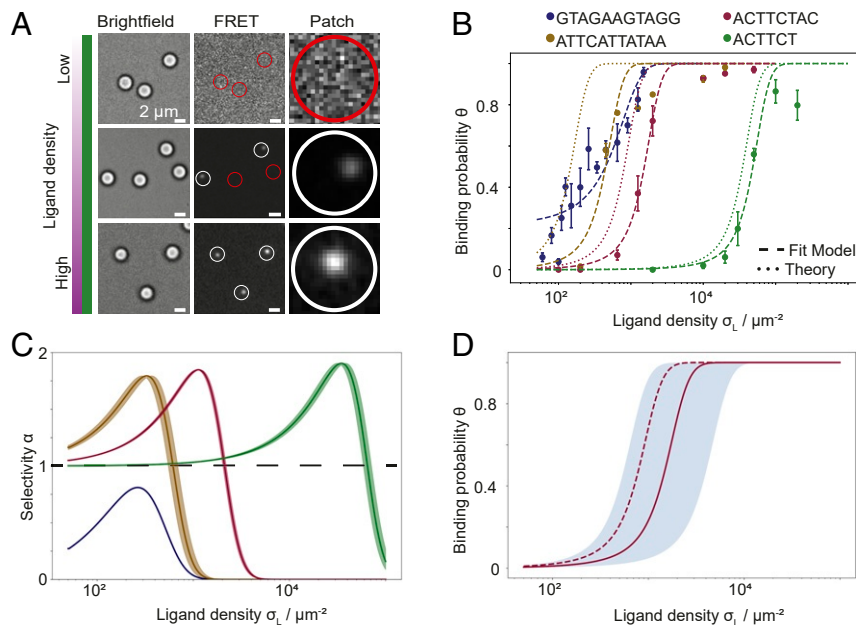 A
Brightfield
FRET
Patch
Ligand density
Low
High
2 μm
B
GTAGAAGTAGG
ACTTCTAC
ATTCATTATAA
ACTTCT
Binding probability θ
0.8
0.4
0
Fit Model
Theory
10²
10⁴
Ligand density σL / μm⁻²
C
Selectivity α
2
1
0
10²
10⁴
Ligand density σL / μm⁻²
D
Binding probability θ
0.8
0.4
0
10²
10⁴
Ligand density σL / μm⁻²